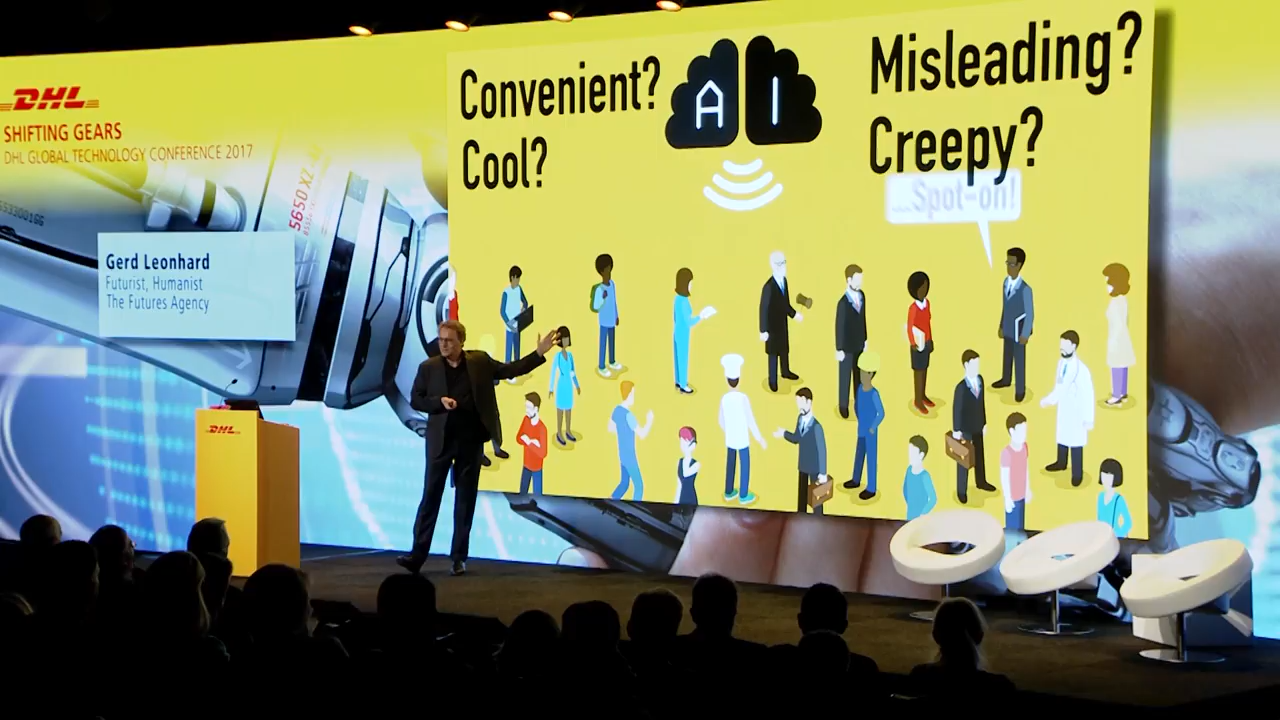 DHL
SHIFTING GEARS
DHL GLOBAL TECHNOLOGY CONFERENCE 2017
Gerd Leonhard
Futurist, Humanist
The Futures Agency
DHL
5650 XZ
Convenient?
Cool?
AI
Misleading?
Creepy?
...Spot-on!